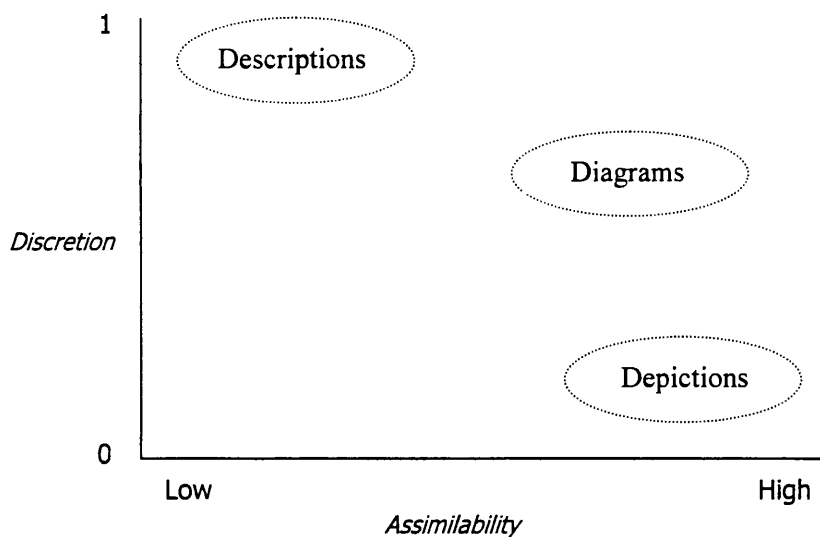 1
Descriptions
Diagrams
Discretion
Depictions
0
Low
High
Assimilability